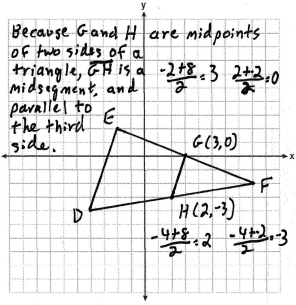 y
Because G and H are midpoints
of two sides of a
triangle, GH is a
midsegment, and
parallel to
the third
side.
-2+8/2=3 2+-2/2=0
E
G(3,0)
x
F
D
H(2,-3)
-4+8/2=2 -4+-2/2=-3